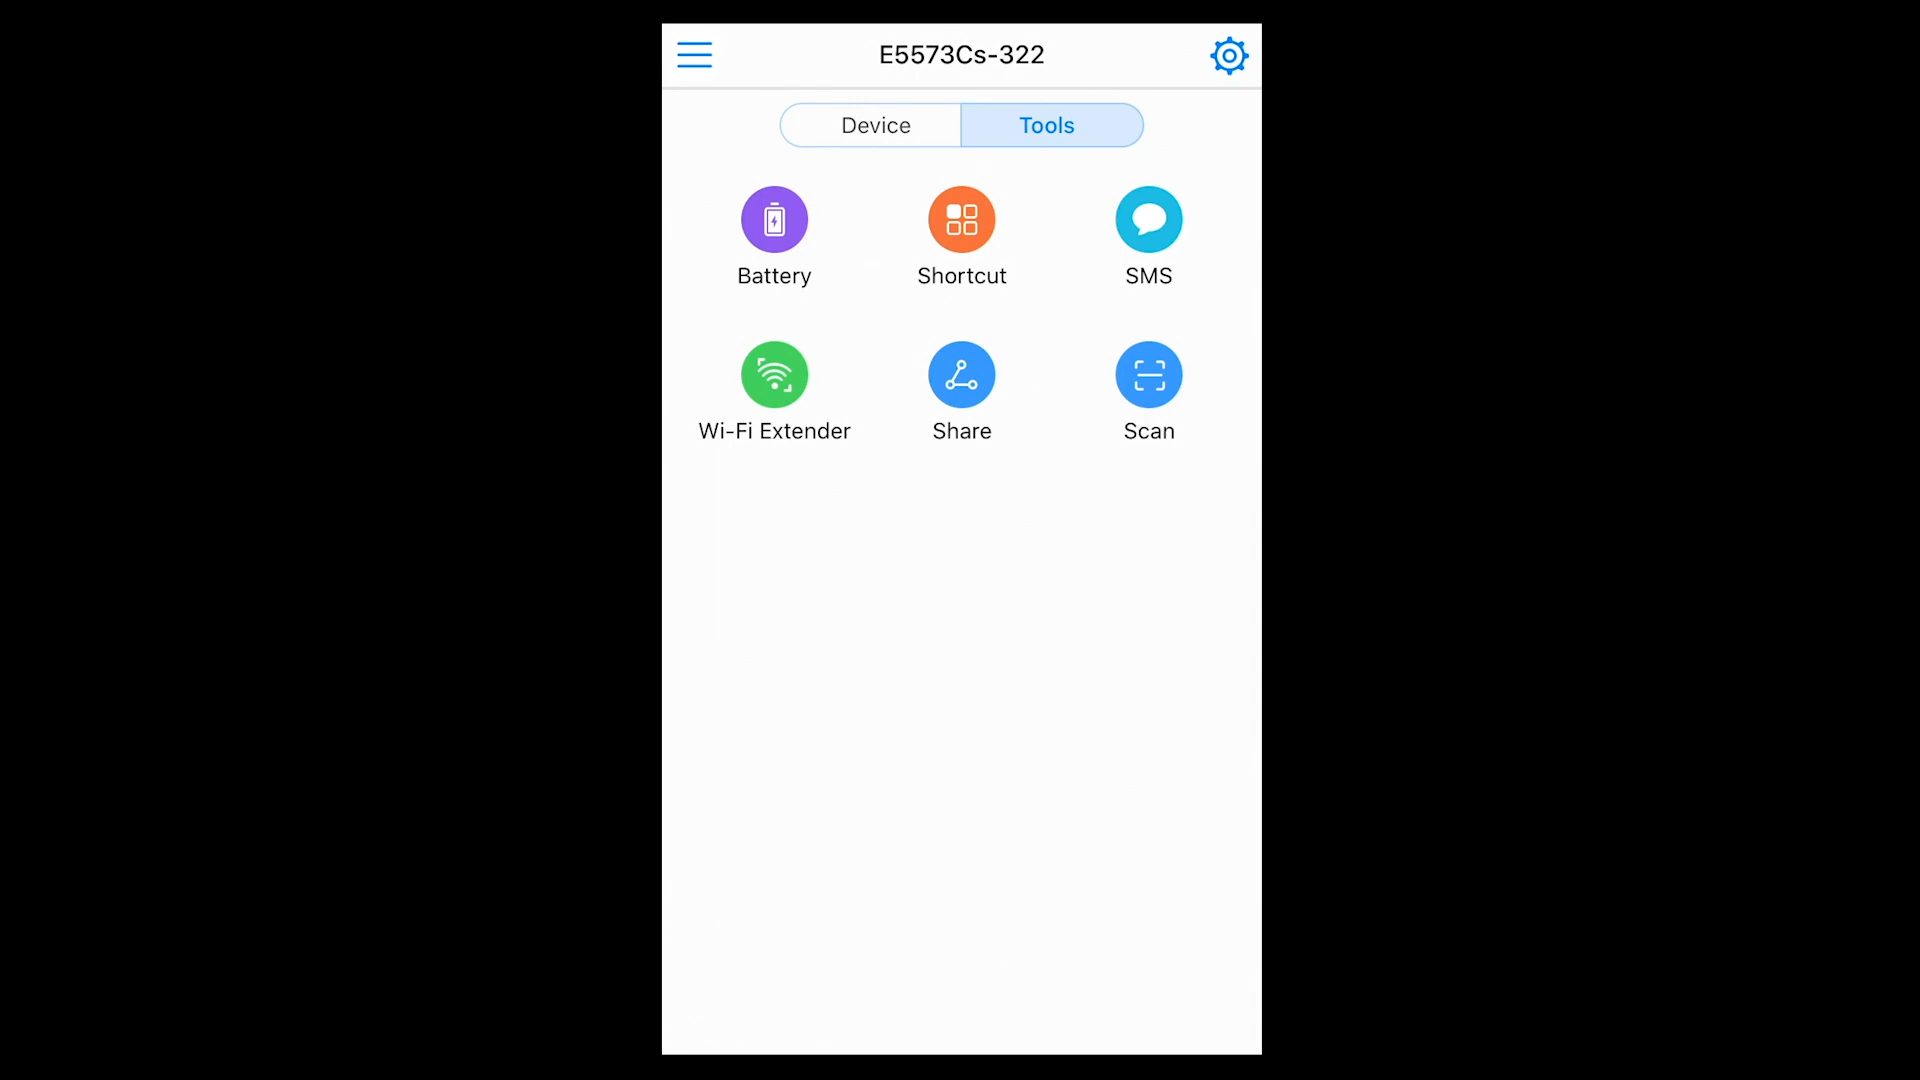 E5573Cs-322
Device Tools
Battery Shortcut SMS
Wi-Fi Extender Share Scan